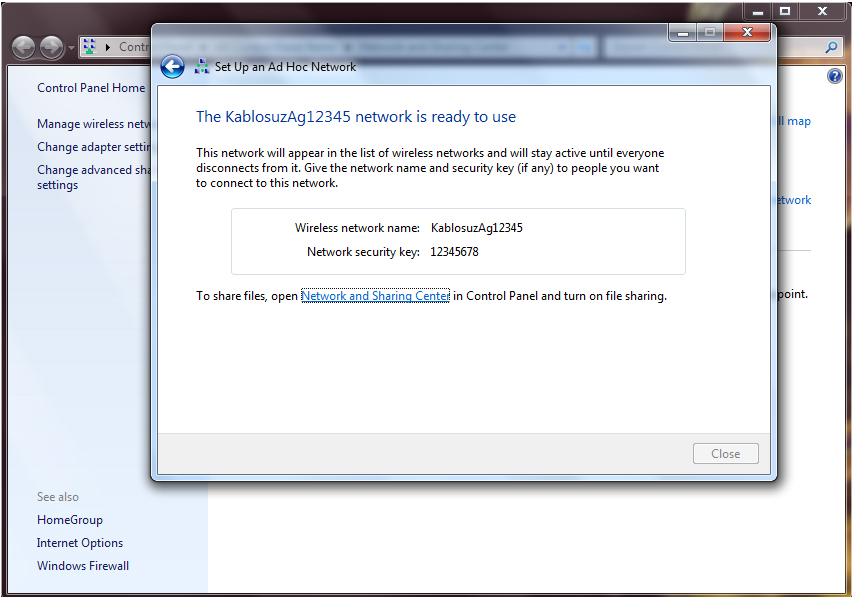 Contr
Set Up an Ad Hoc Network
Control Panel Home
Manage wireless netw
Change adapter settin
Change advanced sha
settings
The KablosuzAg12345 network is ready to use
This network will appear in the list of wireless networks and will stay active until everyone
disconnects from it. Give the network name and security key (if any) to people you want
to connect to this network.
Wireless network name: KablosuzAg12345
Network security key: 12345678
To share files, open Network and Sharing Center in Control Panel and turn on file sharing.
Close
ll map
etwork
point.
See also
HomeGroup
Internet Options
Windows Firewall